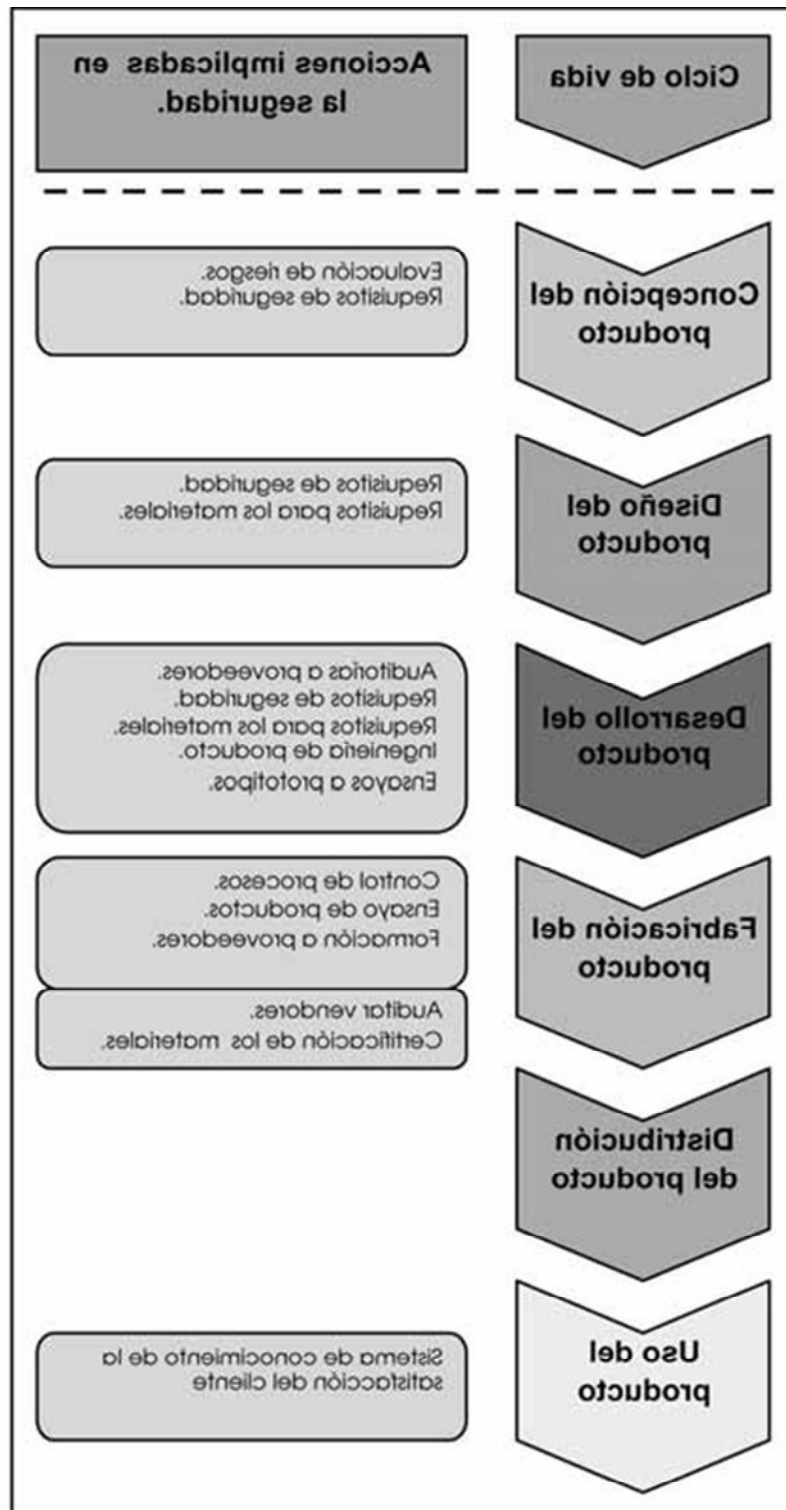 Ciclo de vida
Acciones implicadas en
la seguridad.
Concepción del
producto
Evaluación de riesgos.
Requisitos de seguridad.
Diseño del
producto
Requisitos de seguridad.
Requisitos para los materiales.
Desarrollo del
producto
Auditorías a proveedores.
Requisitos de seguridad.
Requisitos para los materiales.
Ingeniería de producto.
Ensayos a prototipos.
Fabricación del
producto
Control de procesos.
Ensayo de productos.
Formación a proveedores.
Auditar vendores.
Certificación de los materiales.
Distribución
del producto
Uso del
producto
Sistema de conocimiento de la
satisfacción del cliente